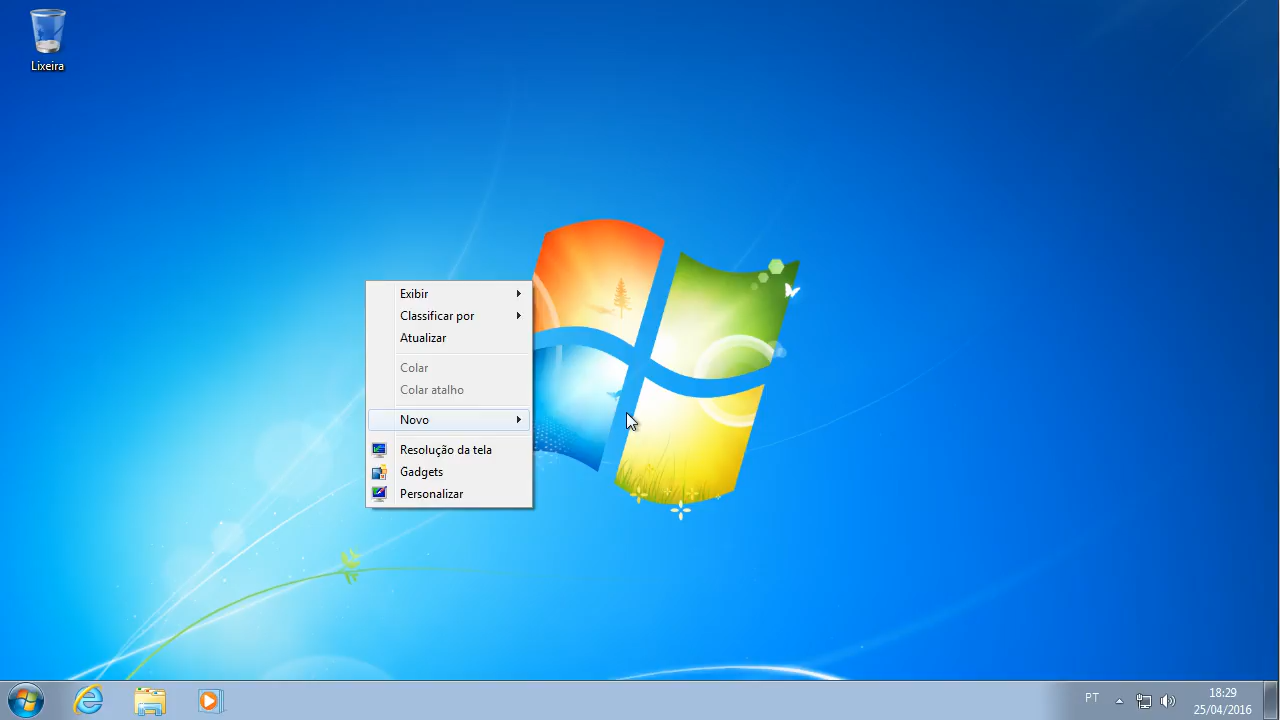 Lixeira
Exibir
Classificar por
Atualizar
Colar
Colar atalho
Novo
Resolução da tela
Gadgets
Personalizar
PT
18:29
25/04/2016